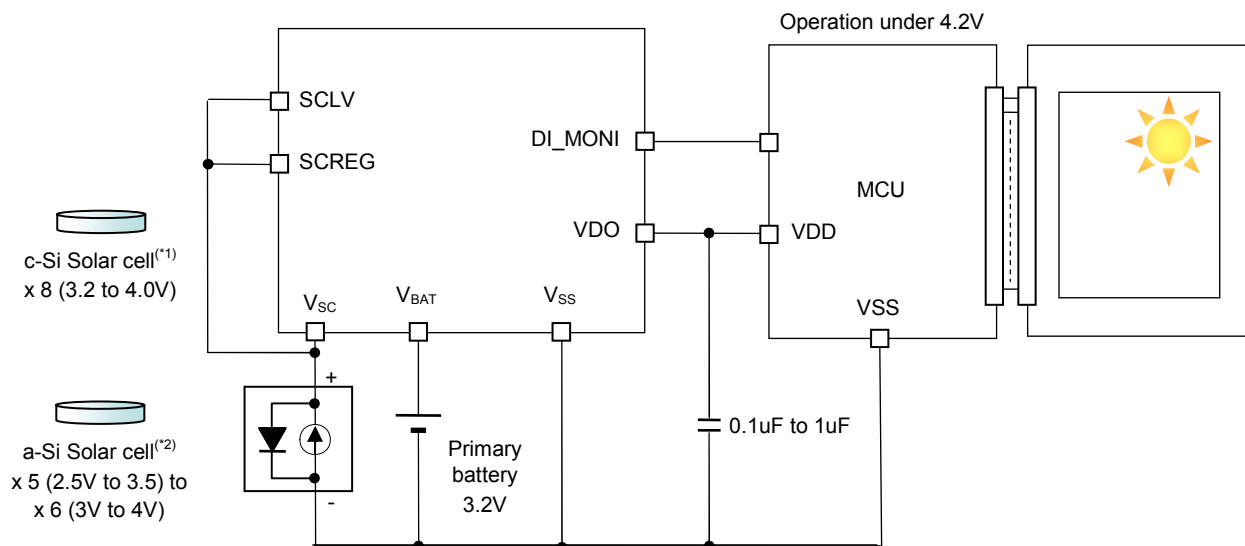 Operation under 4.2V
SCLV
SCREG
DI_MONI
MCU
VDO
VDD
c-Si Solar cell(*1)
x 8 (3.2 to 4.0V)
VSC
VBAT
VSS
VSS
+
-
a-Si Solar cell(*2)
x 5 (2.5V to 3.5) to
x 6 (3V to 4V)
Primary
battery
3.2V
0.1uF to 1uF